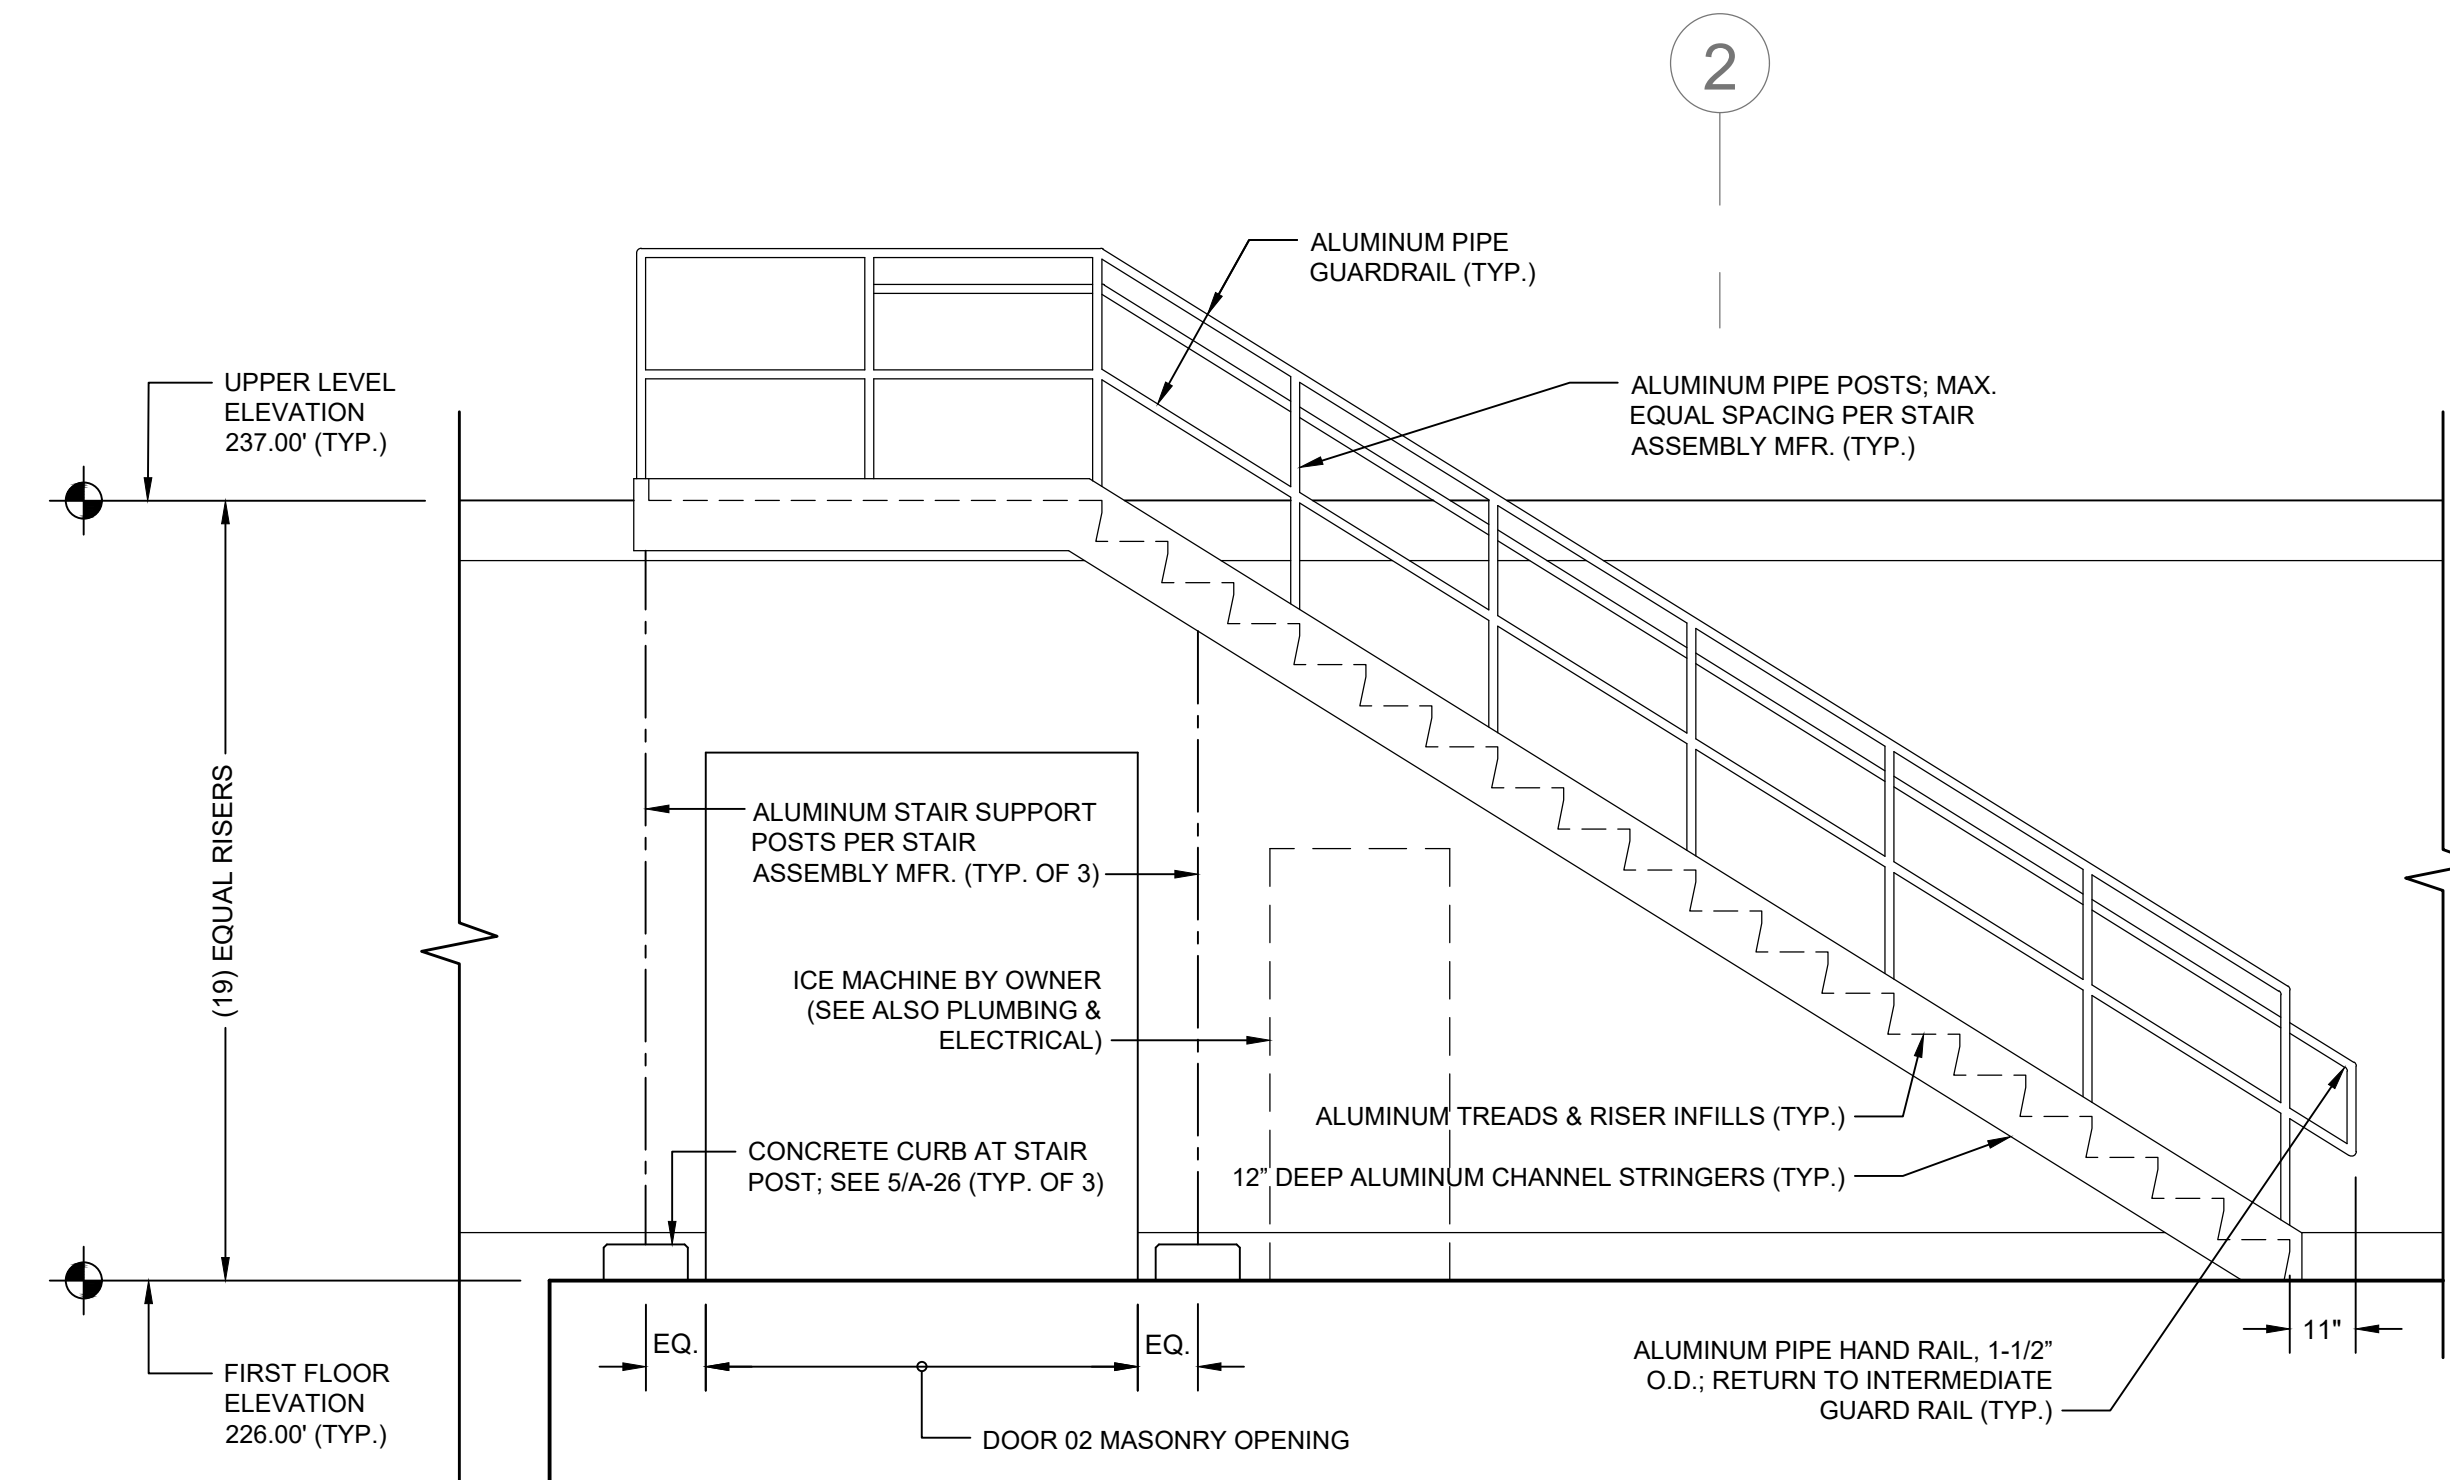 2
ALUMINUM PIPE
GUARDRAIL (TYP.)
UPPER LEVEL
ELEVATION
237.00' (TYP.)
ALUMINUM PIPE POSTS; MAX.
EQUAL SPACING PER STAIR
ASSEMBLY MFR. (TYP.)
(19) EQUAL RISERS
ALUMINUM STAIR SUPPORT
POSTS PER STAIR
ASSEMBLY MFR. (TYP. OF 3)
ICE MACHINE BY OWNER
(SEE ALSO PLUMBING &
ELECTRICAL)
ALUMINUM TREADS & RISER INFILLS (TYP.)
CONCRETE CURB AT STAIR
POST; SEE 5/A-26 (TYP. OF 3)
12” DEEP ALUMINUM CHANNEL STRINGERS (TYP.)
EQ.
EQ.
11"
FIRST FLOOR
ELEVATION
226.00' (TYP.)
ALUMINUM PIPE HAND RAIL, 1-1/2”
O.D.; RETURN TO INTERMEDIATE
GUARD RAIL (TYP.)
DOOR 02 MASONRY OPENING